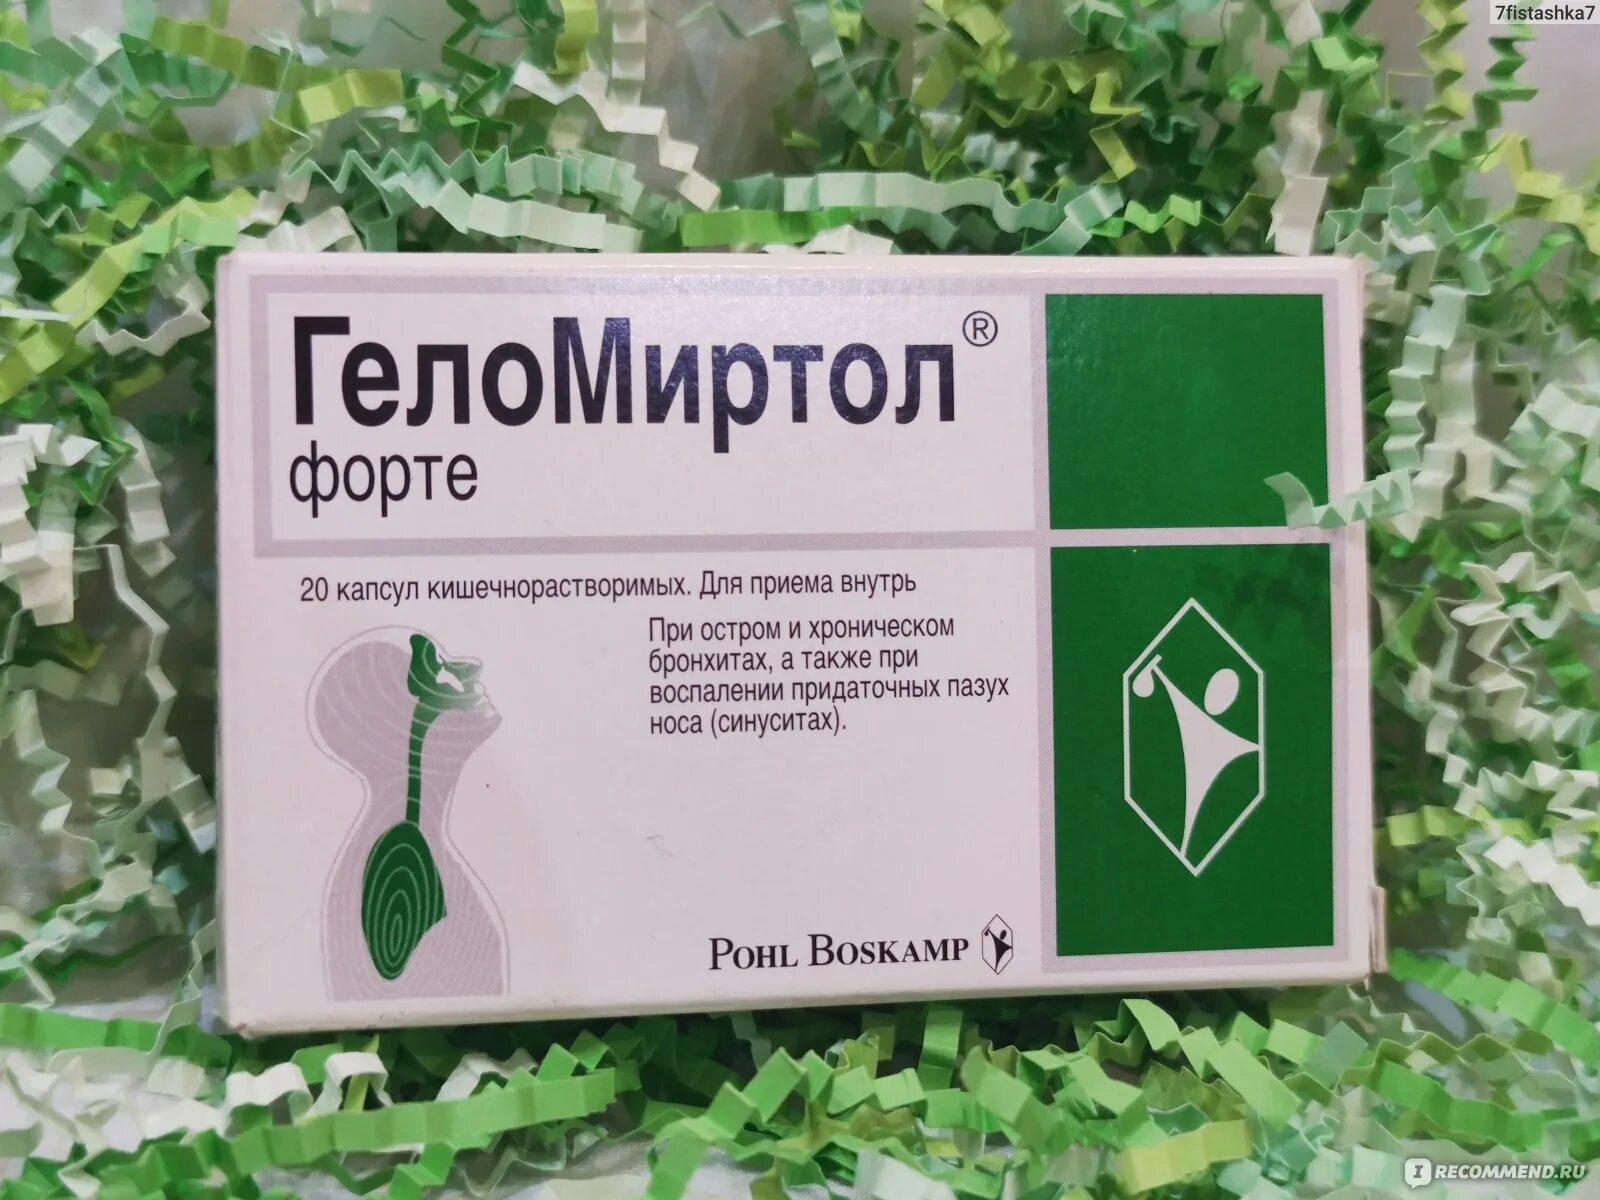 7fistashka7
ГелоМиртол®
форте
20 капсул кишечнорастворимых. Для приема внутрь
При остром и хроническом
бронхитах, а также при
воспалении придаточных пазух
носа (синуситах).
POHL BOSKAMP
I RECOMMEND.RU